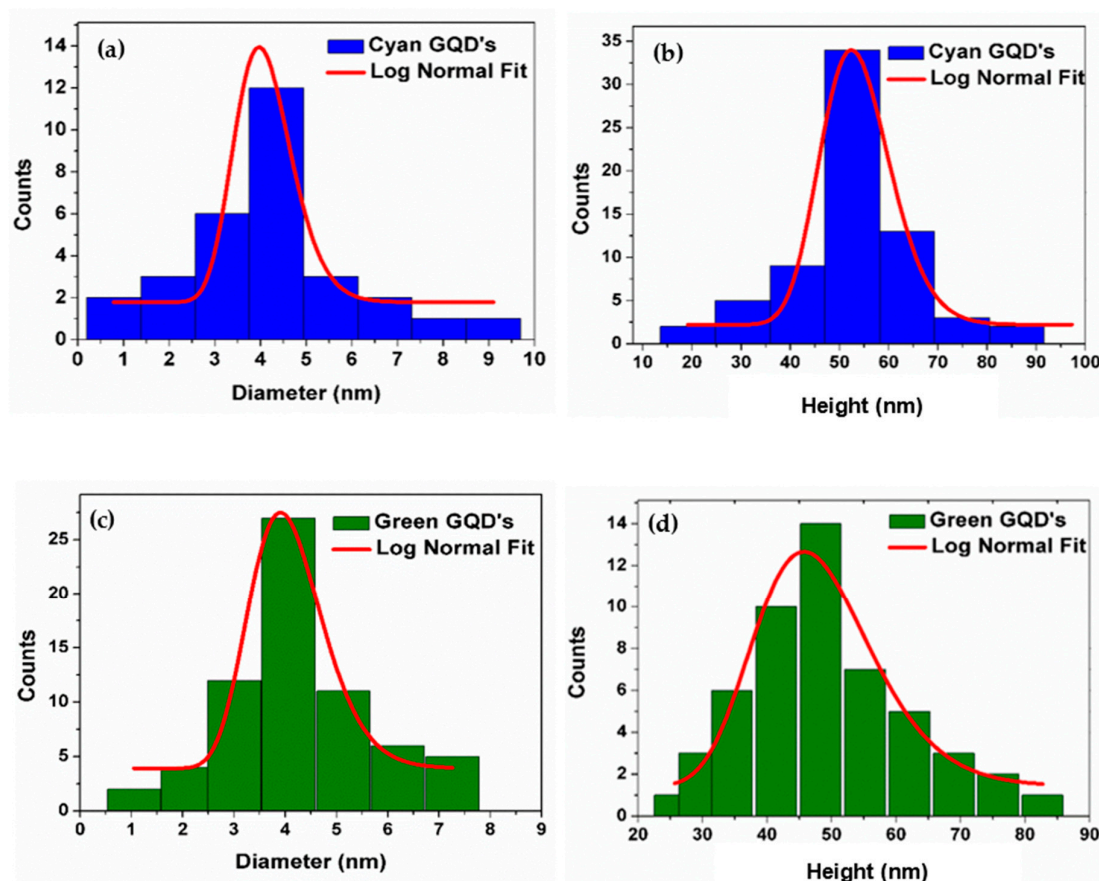 (a)
Cyan GQD's
Log Normal Fit
14
12
10
8
6
4
2
0
Counts
0 1 2 3 4 5 6 7 8 9 10
Diameter (nm)
(b)
Cyan GQD's
Log Normal Fit
35
30
25
20
15
10
5
0
Counts
10 20 30 40 50 60 70 80 90 100
Height (nm)
(c)
Green GQD's
Log Normal Fit
25
20
15
10
5
0
Counts
0 1 2 3 4 5 6 7 8 9
Diameter (nm)
(d)
Green GQD's
Log Normal Fit
14
12
10
8
6
4
2
0
Counts
20 30 40 50 60 70 80 90
Height (nm)